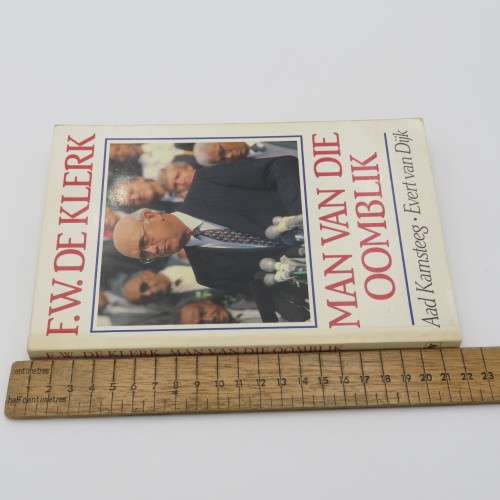 F.W. DE KLERK
MAN VAN DIE
OOMBLIK
Aad Kamsteeg • Evert van Dijk
F.W. DE KLERK MAN VAN DIE OOMBLIK
centimetres
1 2 3 4 5 6 7 8 9 10 11 12 13 14 15 16 17 18 19 20 21 22 23
half centimetres